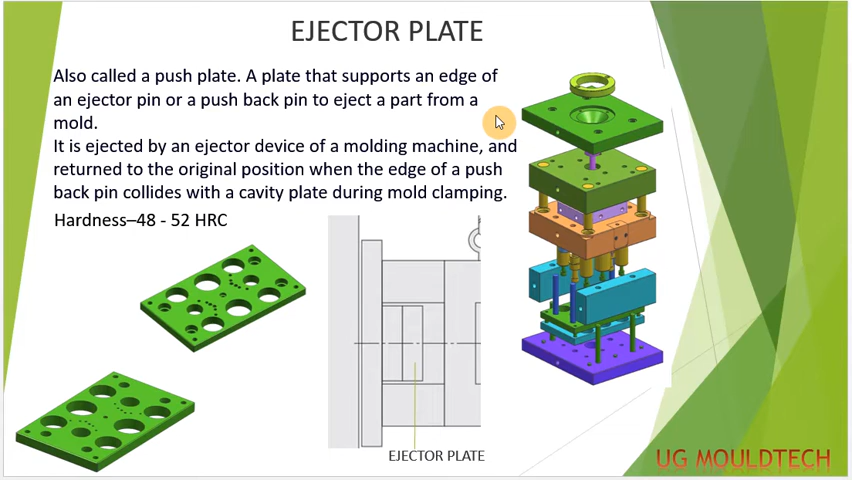 EJECTOR PLATE
Also called a push plate. A plate that supports an edge of
an ejector pin or a push back pin to eject a part from a
mold.
It is ejected by an ejector device of a molding machine, and
returned to the original position when the edge of a push
back pin collides with a cavity plate during mold clamping.
Hardness–48 - 52 HRC
EJECTOR PLATE
UG MOULDTECH